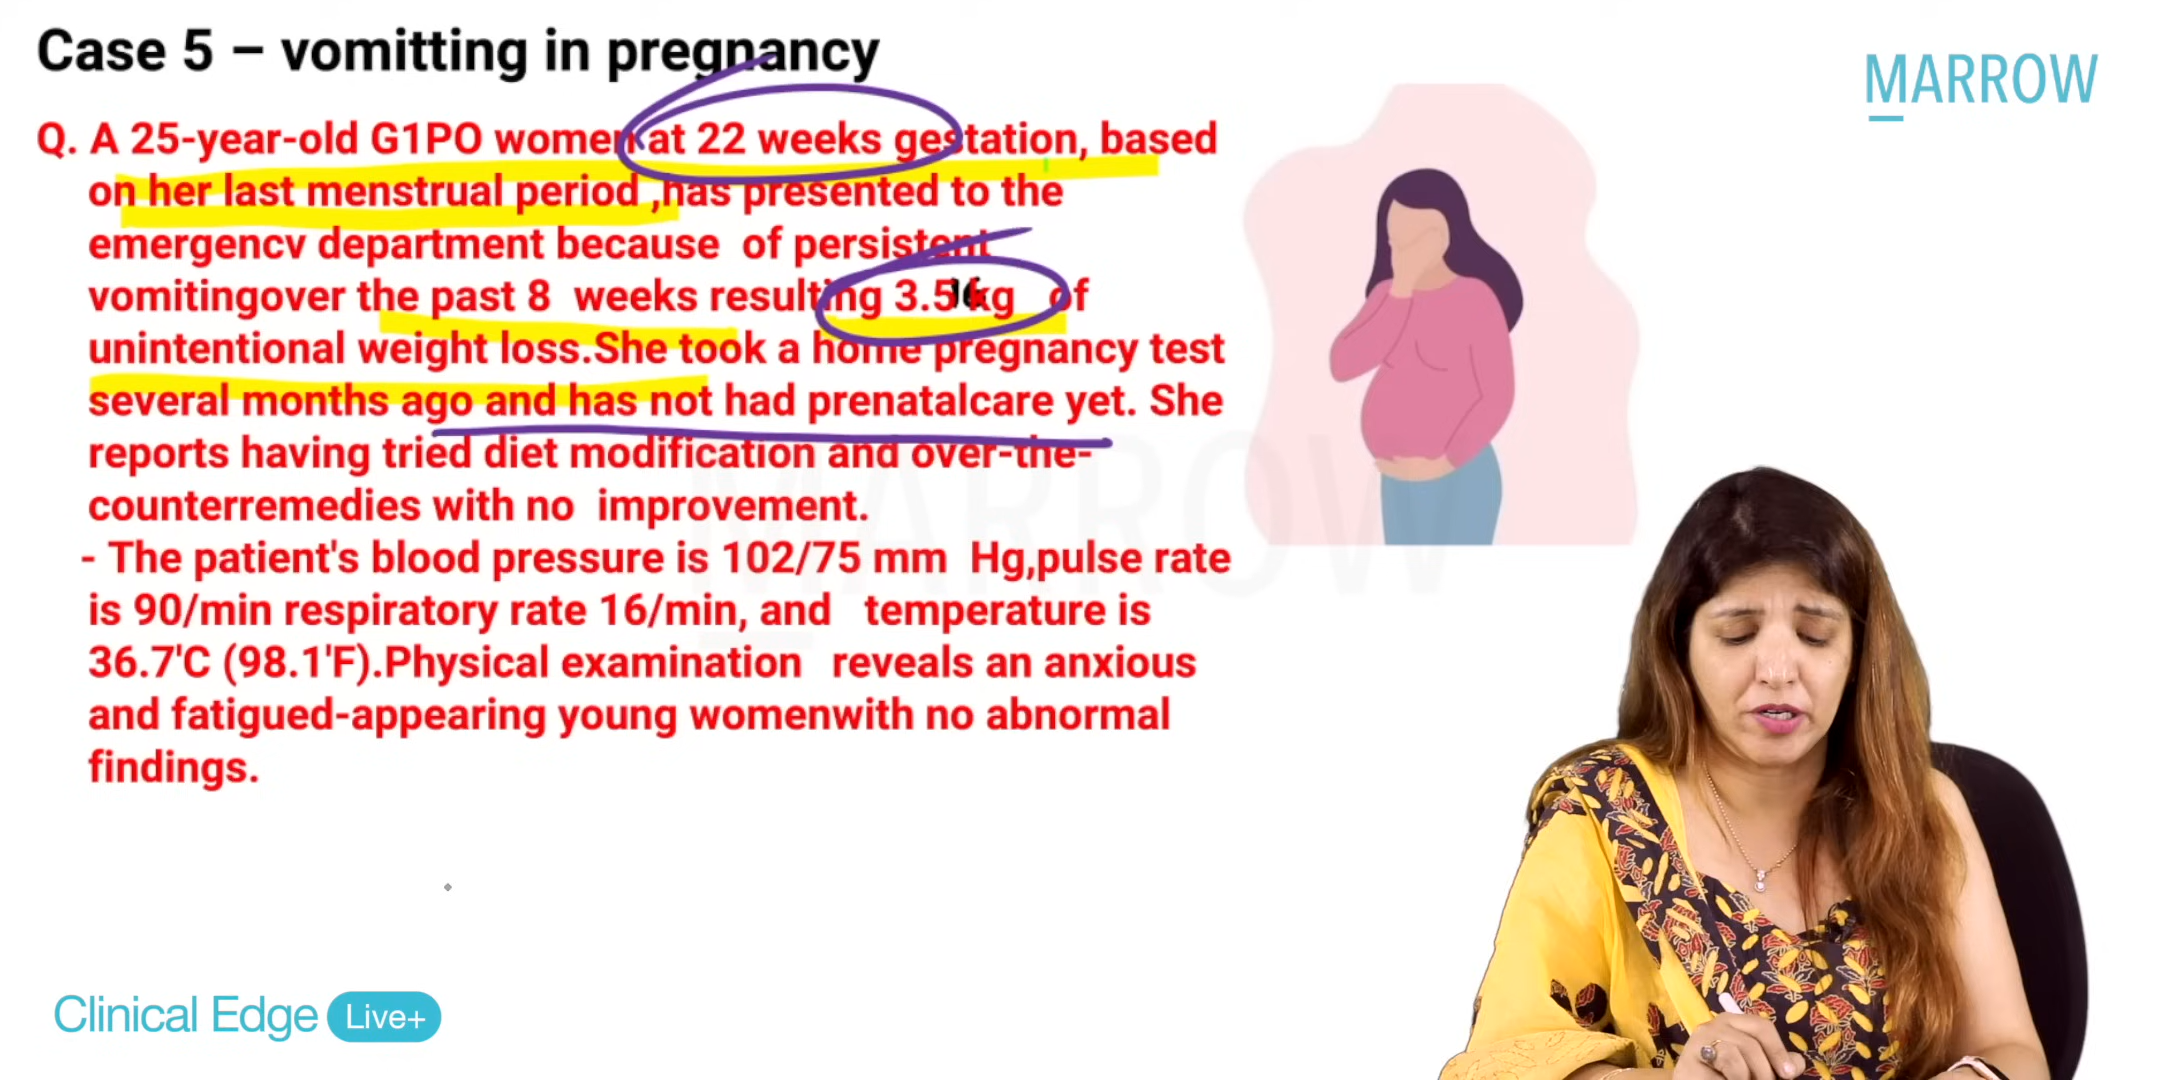 Case 5 – vomitting in pregnancy
MARROW
Q. A 25-year-old G1PO women at 22 weeks gestation, based
on her last menstrual period ,has presented to the
emergencv department because of persistent
vomitingover the past 8 weeks resulting 3.5 kg of
unintentional weight loss.She took a home pregnancy test
several months ago and has not had prenatalcare yet. She
reports having tried diet modification and over-the-
counterremedies with no improvement.
- The patient's blood pressure is 102/75 mm Hg,pulse rate
is 90/min respiratory rate 16/min, and temperature is
36.7'C (98.1'F).Physical examination reveals an anxious
and fatigued-appearing young womenwith no abnormal
findings.
MARROW
Clinical Edge Live+